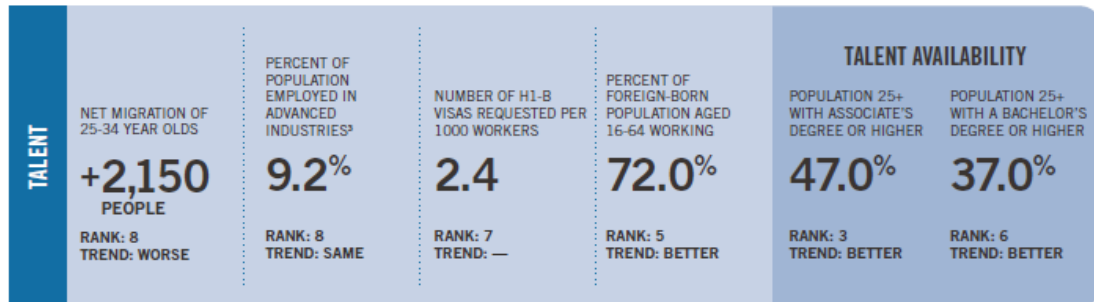 TALENT
NET MIGRATION OF
25-34 YEAR OLDS
+2,150
PEOPLE
RANK: 8
TREND: WORSE
PERCENT OF
POPULATION
EMPLOYED IN
ADVANCED
INDUSTRIES³
9.2%
RANK: 8
TREND: SAME
NUMBER OF H1-B
VISAS REQUESTED PER
1000 WORKERS
2.4
RANK: 7
TREND: —
PERCENT OF
FOREIGN-BORN
POPULATION AGED
16-64 WORKING
72.0%
RANK: 5
TREND: BETTER
TALENT AVAILABILITY
POPULATION 25+
WITH ASSOCIATE'S
DEGREE OR HIGHER
47.0%
RANK: 3
TREND: BETTER
POPULATION 25+
WITH A BACHELOR'S
DEGREE OR HIGHER
37.0%
RANK: 6
TREND: BETTER